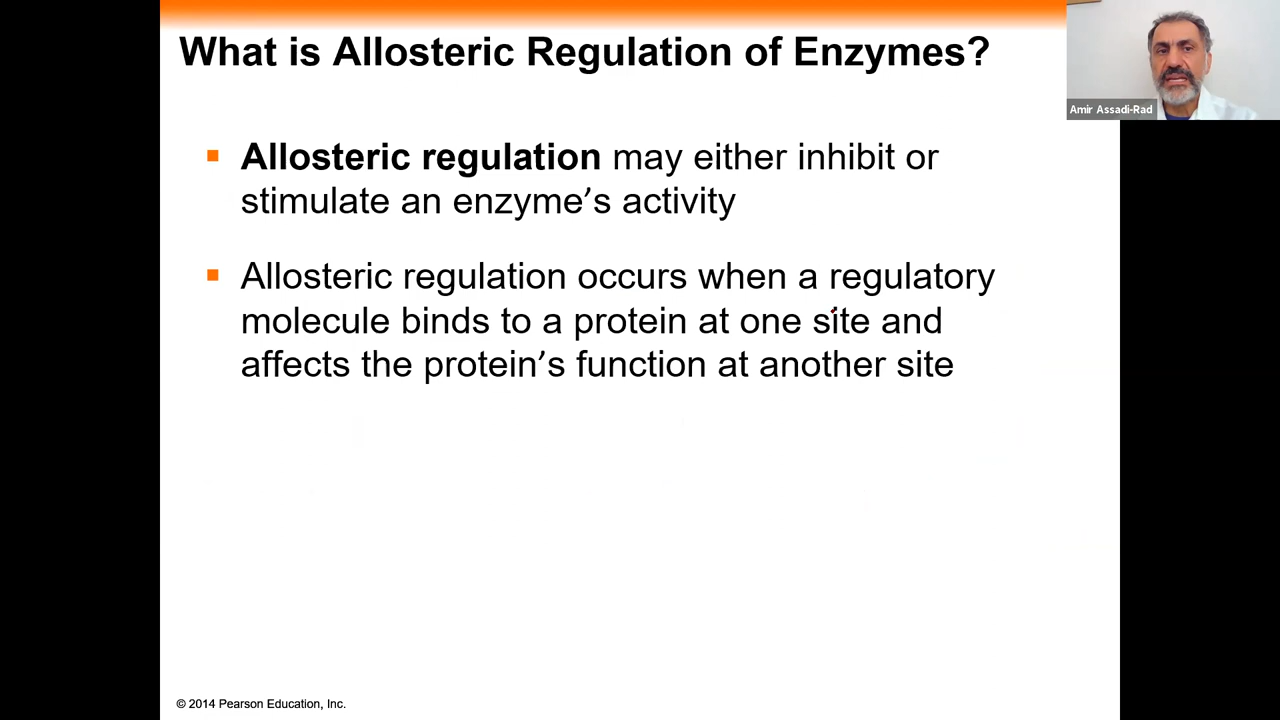 What is Allosteric Regulation of Enzymes?
Amir Assadi-Rad
▪ Allosteric regulation may either inhibit or
stimulate an enzyme’s activity
▪ Allosteric regulation occurs when a regulatory
molecule binds to a protein at one site and
affects the protein’s function at another site
© 2014 Pearson Education, Inc.